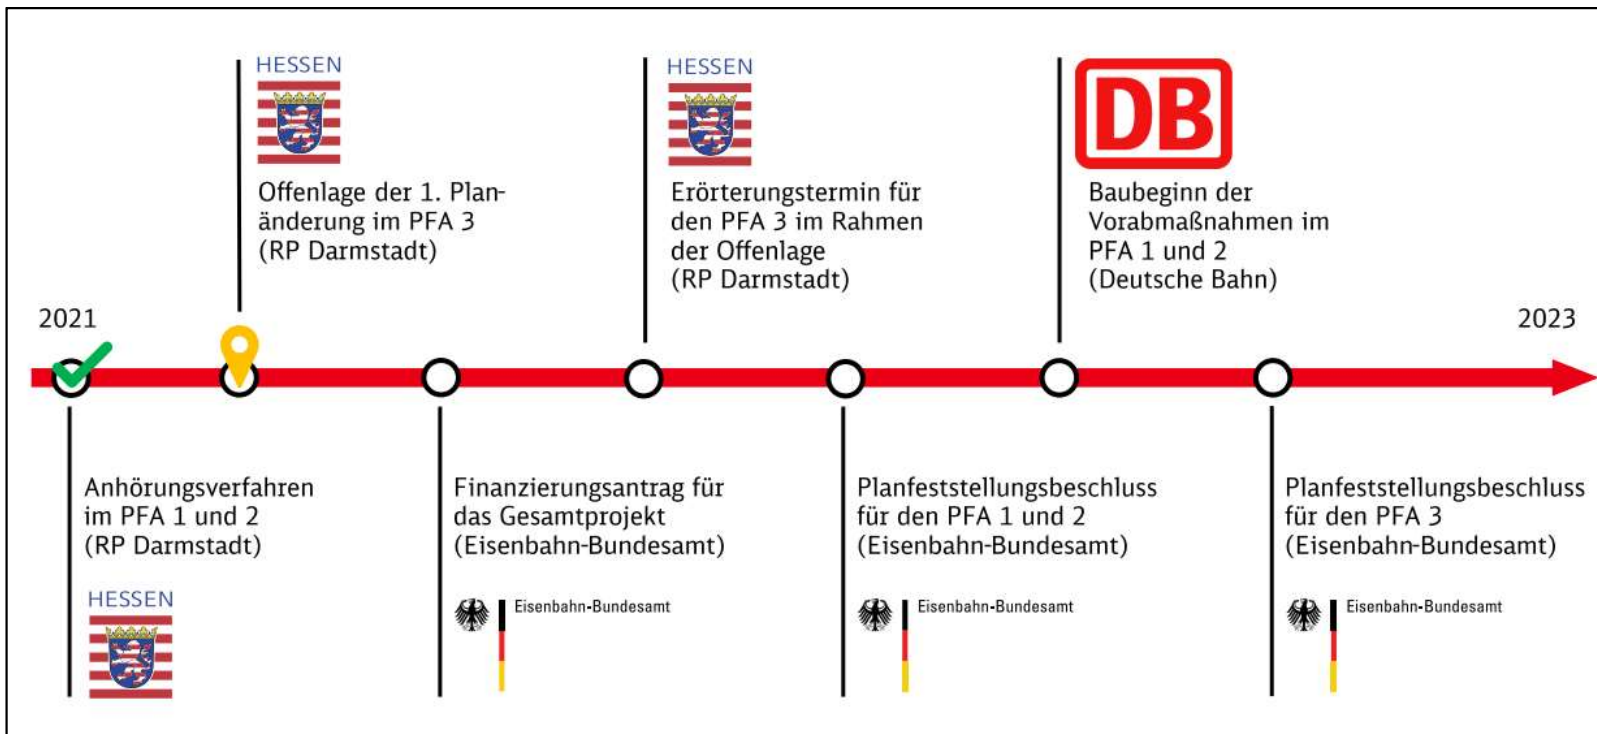 HESSEN
Offenlage der 1. Plan-
änderung im PFA 3
(RP Darmstadt)
HESSEN
Erörterungstermin für
den PFA 3 im Rahmen
der Offenlage
(RP Darmstadt)
DB
Baubeginn der
Vorabmaßnahmen im
PFA 1 und 2
(Deutsche Bahn)
2021
2023
Anhörungsverfahren
im PFA 1 und 2
(RP Darmstadt)
HESSEN
Finanzierungsantrag für
das Gesamtprojekt
(Eisenbahn-Bundesamt)
Eisenbahn-Bundesamt
Planfeststellungsbeschluss
für den PFA 1 und 2
(Eisenbahn-Bundesamt)
Eisenbahn-Bundesamt
Planfeststellungsbeschluss
für den PFA 3
(Eisenbahn-Bundesamt)
Eisenbahn-Bundesamt